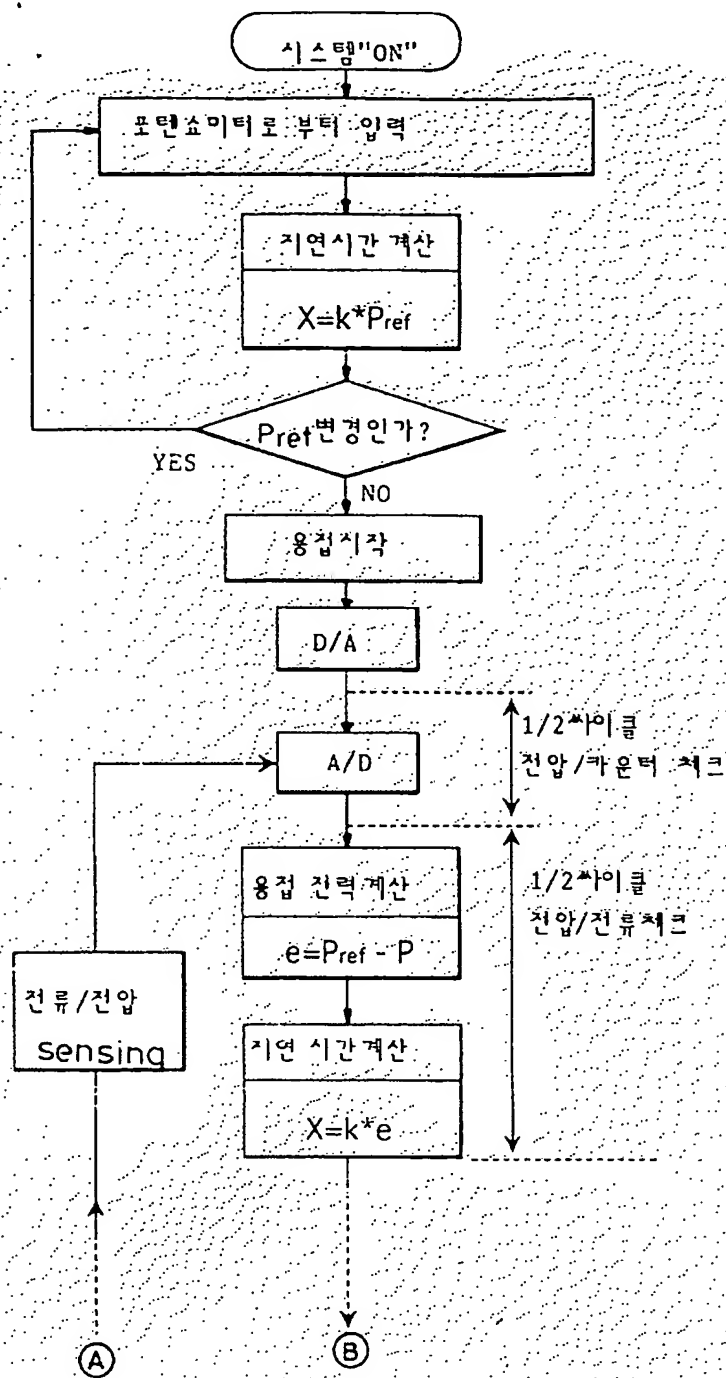 시스템"ON"
포텐쇼미터로 부터 입력
지연시간 계산
X=k*Pref
Pref변경인가?
YES
NO
용접시작
D/A
1/2싸이클
전압/카운터 체크
A/D
용접 전력계산
e=Pref - P
1/2싸이클
전압/전류체크
전류/전압
sensing
지연 시간계산
X=k*e
A
B